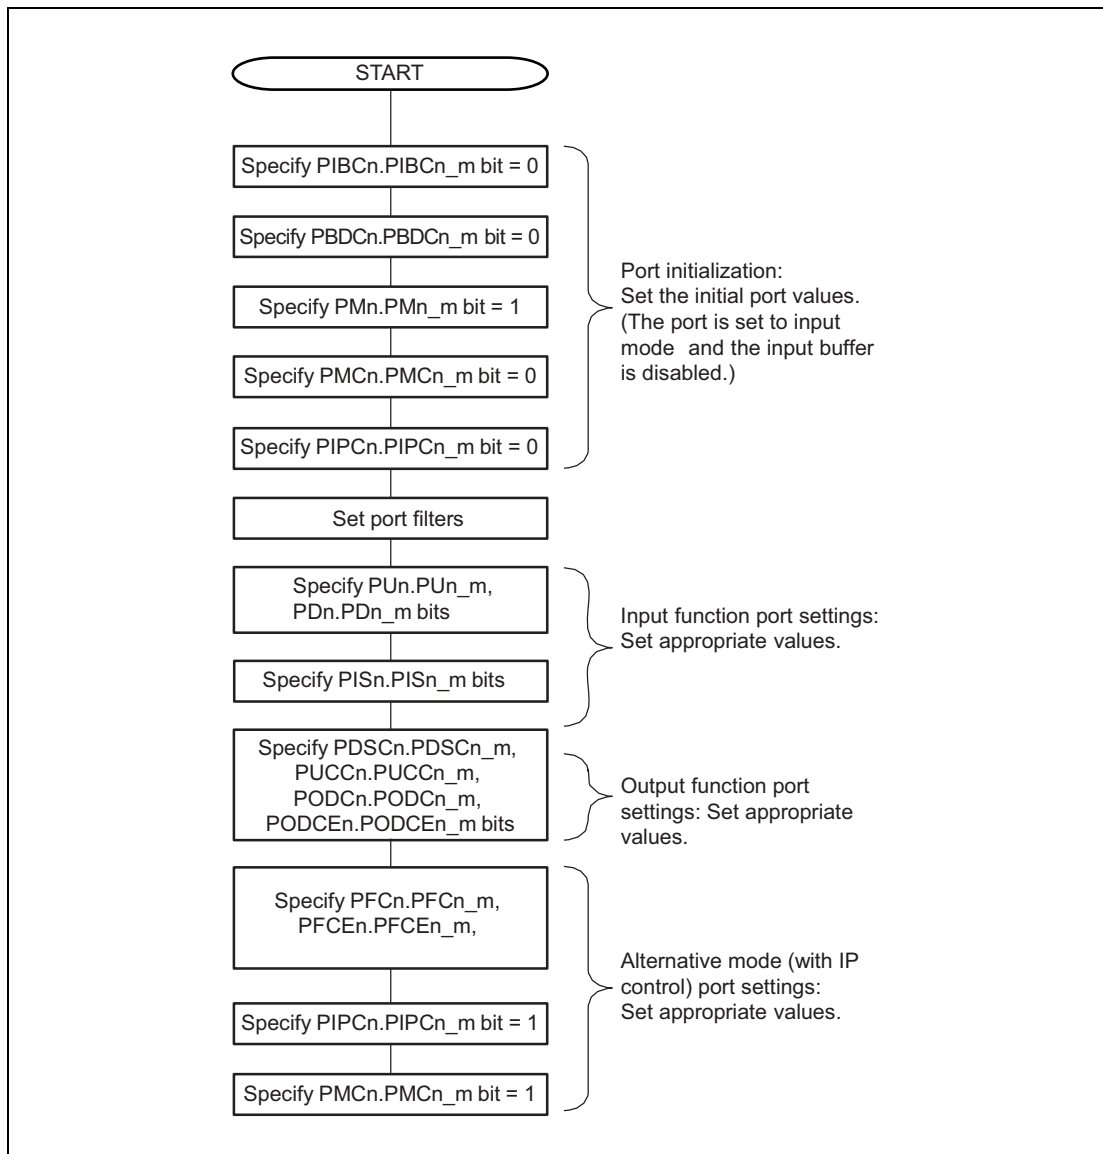 START
Specify PIBCn.PIBCn_m bit = 0
Specify PBDCn.PBDCn_m bit = 0
Specify PMn.PMn_m bit = 1
Specify PMCn.PMCn_m bit = 0
Specify PIPCn.PIPCn_m bit = 0
Port initialization:
Set the initial port values.
(The port is set to input
mode and the input buffer
is disabled.)
Set port filters
Specify PUn.PUn_m,
PDn.PDn_m bits
Specify PISn.PISn_m bits
Input function port settings:
Set appropriate values.
Specify PDSCn.PDSCn_m,
PUCCn.PUCCn_m,
PODCn.PODCn_m,
PODCEn.PODCEn_m bits
Output function port
settings: Set appropriate
values.
Specify PFCn.PFCn_m,
PFCEn.PFCEn_m,
Specify PIPCn.PIPCn_m bit = 1
Specify PMCn.PMCn_m bit = 1
Alternative mode (with IP
control) port settings:
Set appropriate values.